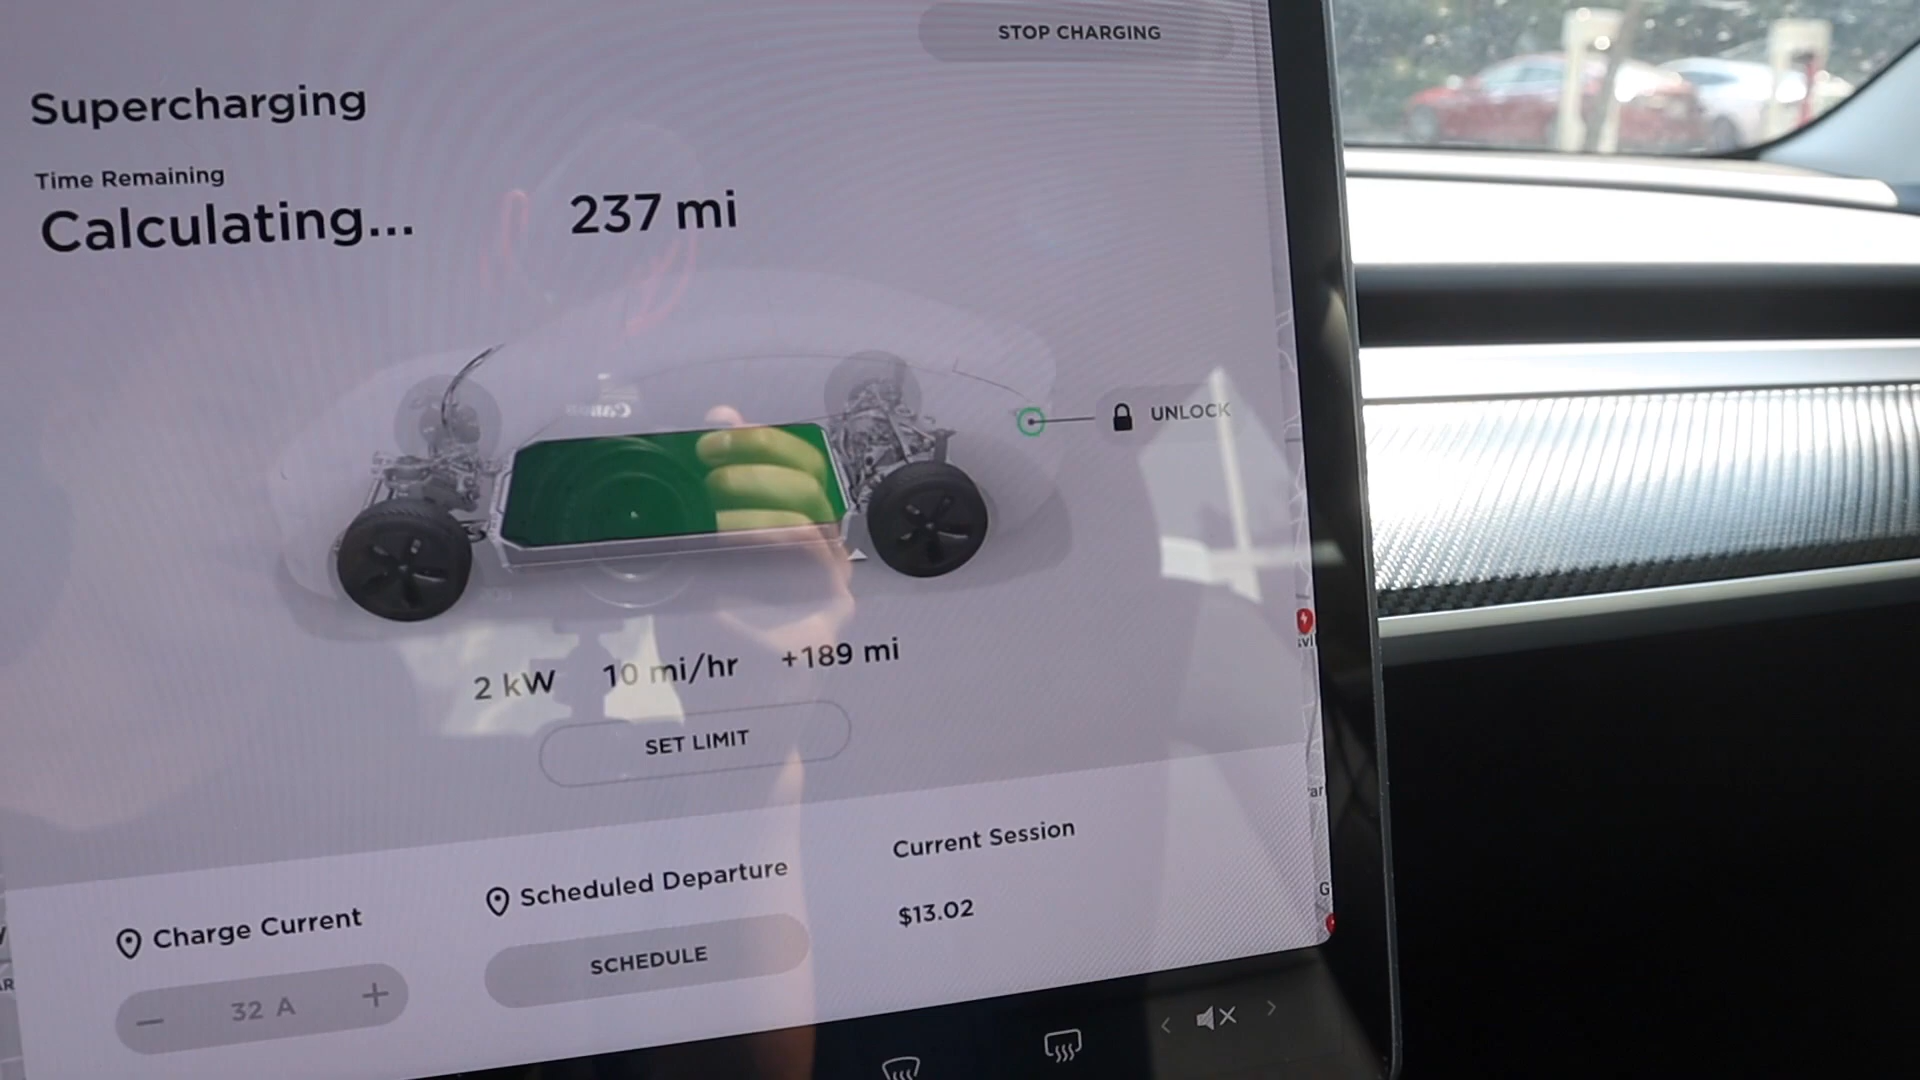 STOP CHARGING
Supercharging
Time Remaining
Calculating...
237 mi
UNLOCK
2 kW 10 mi/hr +189 mi
SET LIMIT
Charge Current
Scheduled Departure
Current Session
32 A
SCHEDULE
$13.02